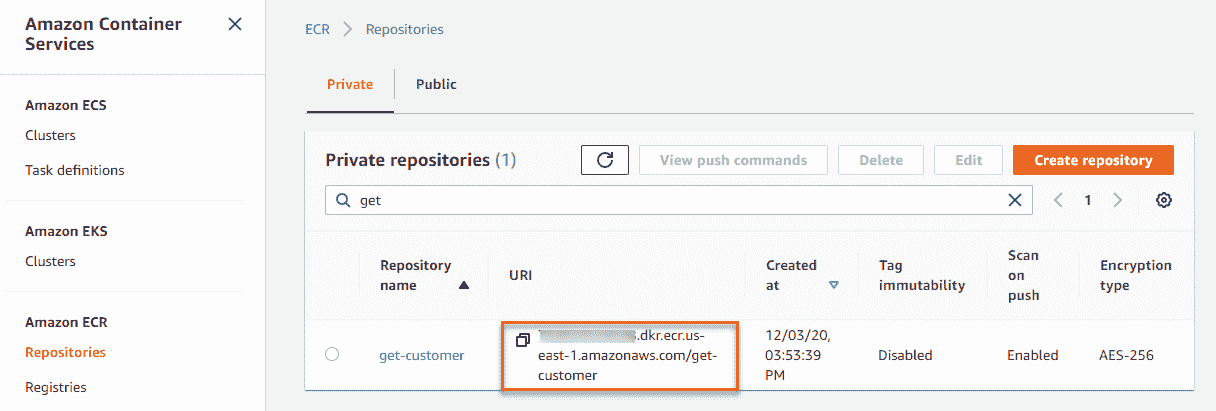 Amazon Container
Services
Amazon ECS
Clusters
Task definitions
Amazon EKS
Clusters
Amazon ECR
Repositories
Registries
ECR
Repositories
Private
Public
Private repositories (1)
View push commands
Delete
Edit
Create repository
get
1
Repository
name
URI
Created
at
Tag
immutability
Scan
on
push
Encryption
type
get-customer
.dkr.ecr.us-
east-1.amazonaws.com/get-
customer
12/03/20,
03:53:39
PM
Disabled
Enabled
AES-256